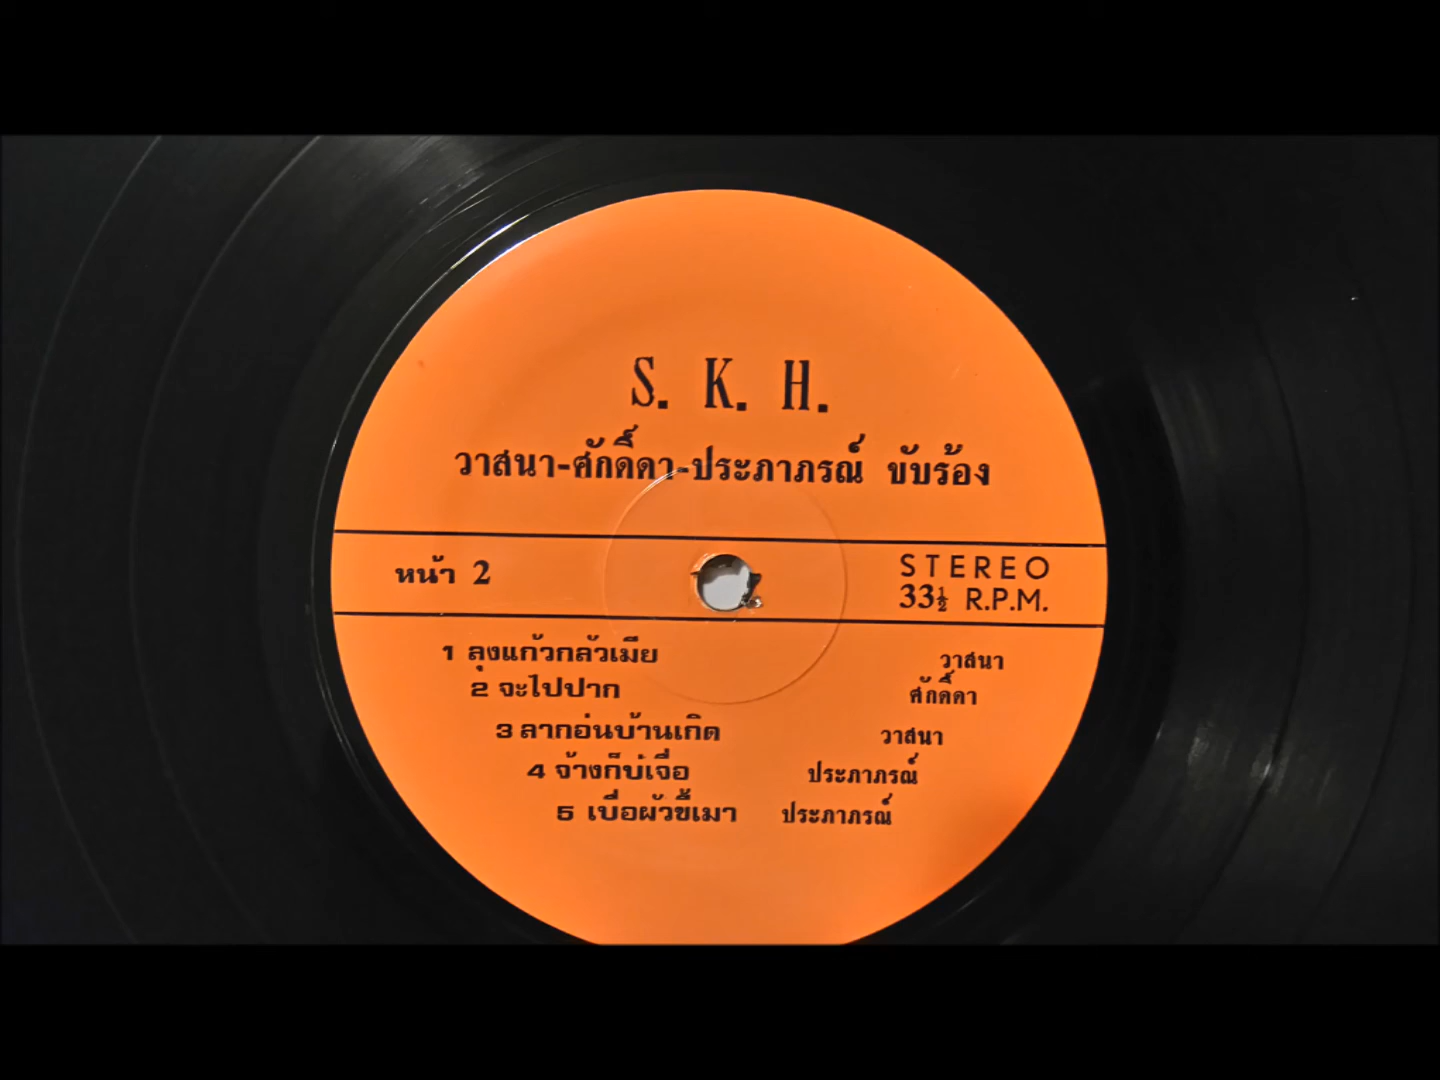 S. K. H.
วาสนา-ศักดิ์ดา-ประภาภรณ์ ขับร้อง
หน้า 2
STEREO
33½ R.P.M.
1 ลุงแก้วกลัวเมีย วาสนา
2 จะไปปาก ศักดิ์ดา
3 ลากอ่นบ้านเกิด วาสนา
4 จ้างก็บ่เจื่อ ประภาภรณ์
5 เบื่อผัวขี้เมา ประภาภรณ์